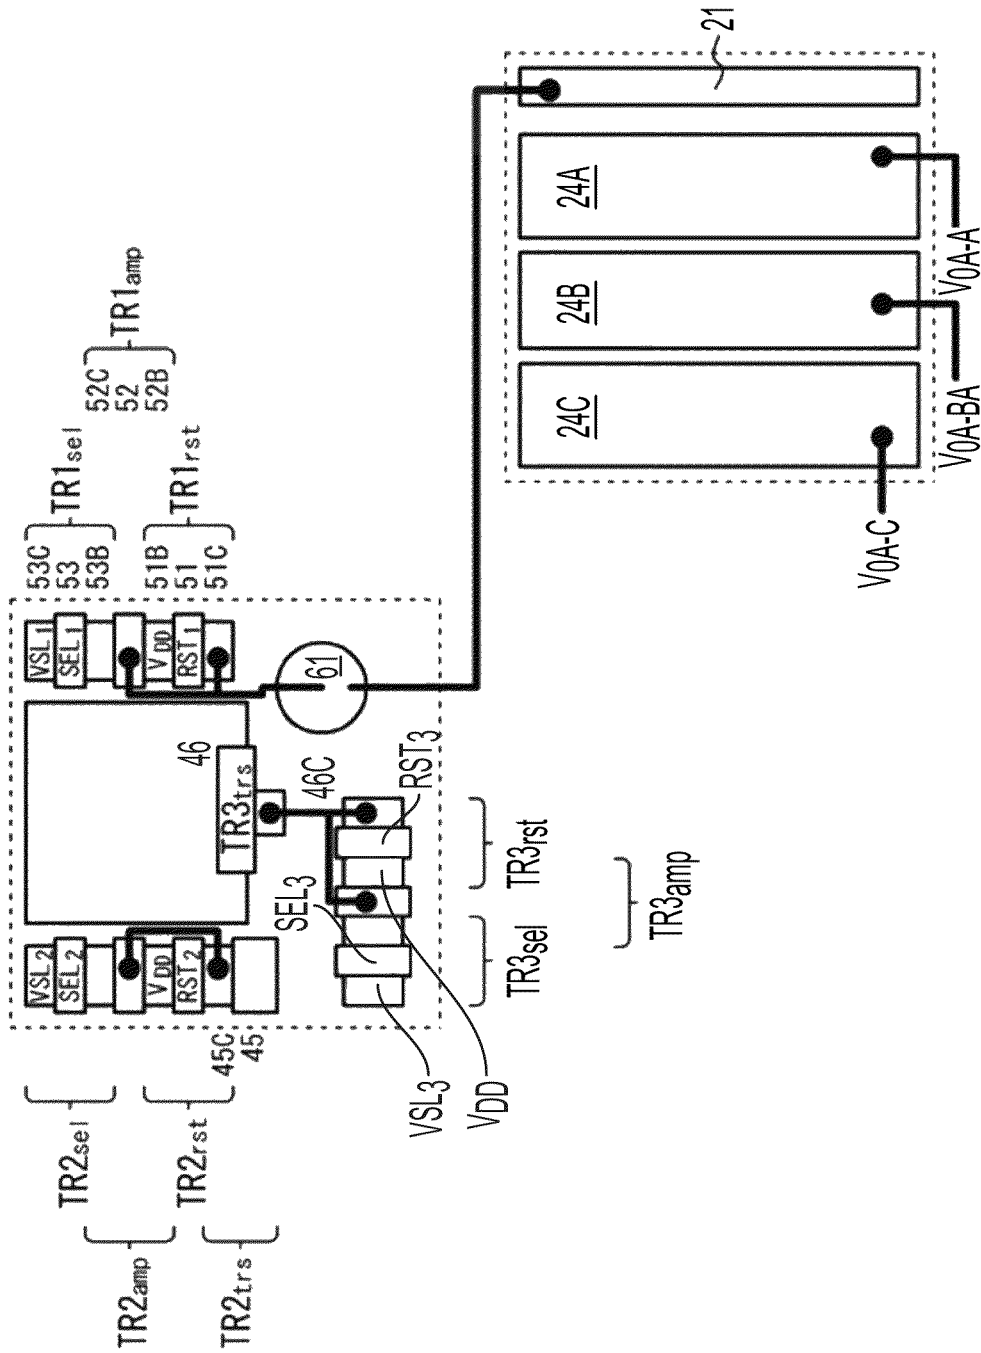 TR2sel
TR2amp
TR2rst
TR2trs
45C
45
VSL2
SEL2
VDD
RST2
TR3trs
46
46C
VSL1
SEL1
VDD
RST1
61
53C
53
53B
TR1sel
52C
52
52B
TR1amp
51B
51
51C
TR1rst
SEL3
RST3
VSL3
VDD
TR3sel
TR3rst
TR3amp
21
24A
24B
24C
V0A-A
V0A-BA
V0A-C